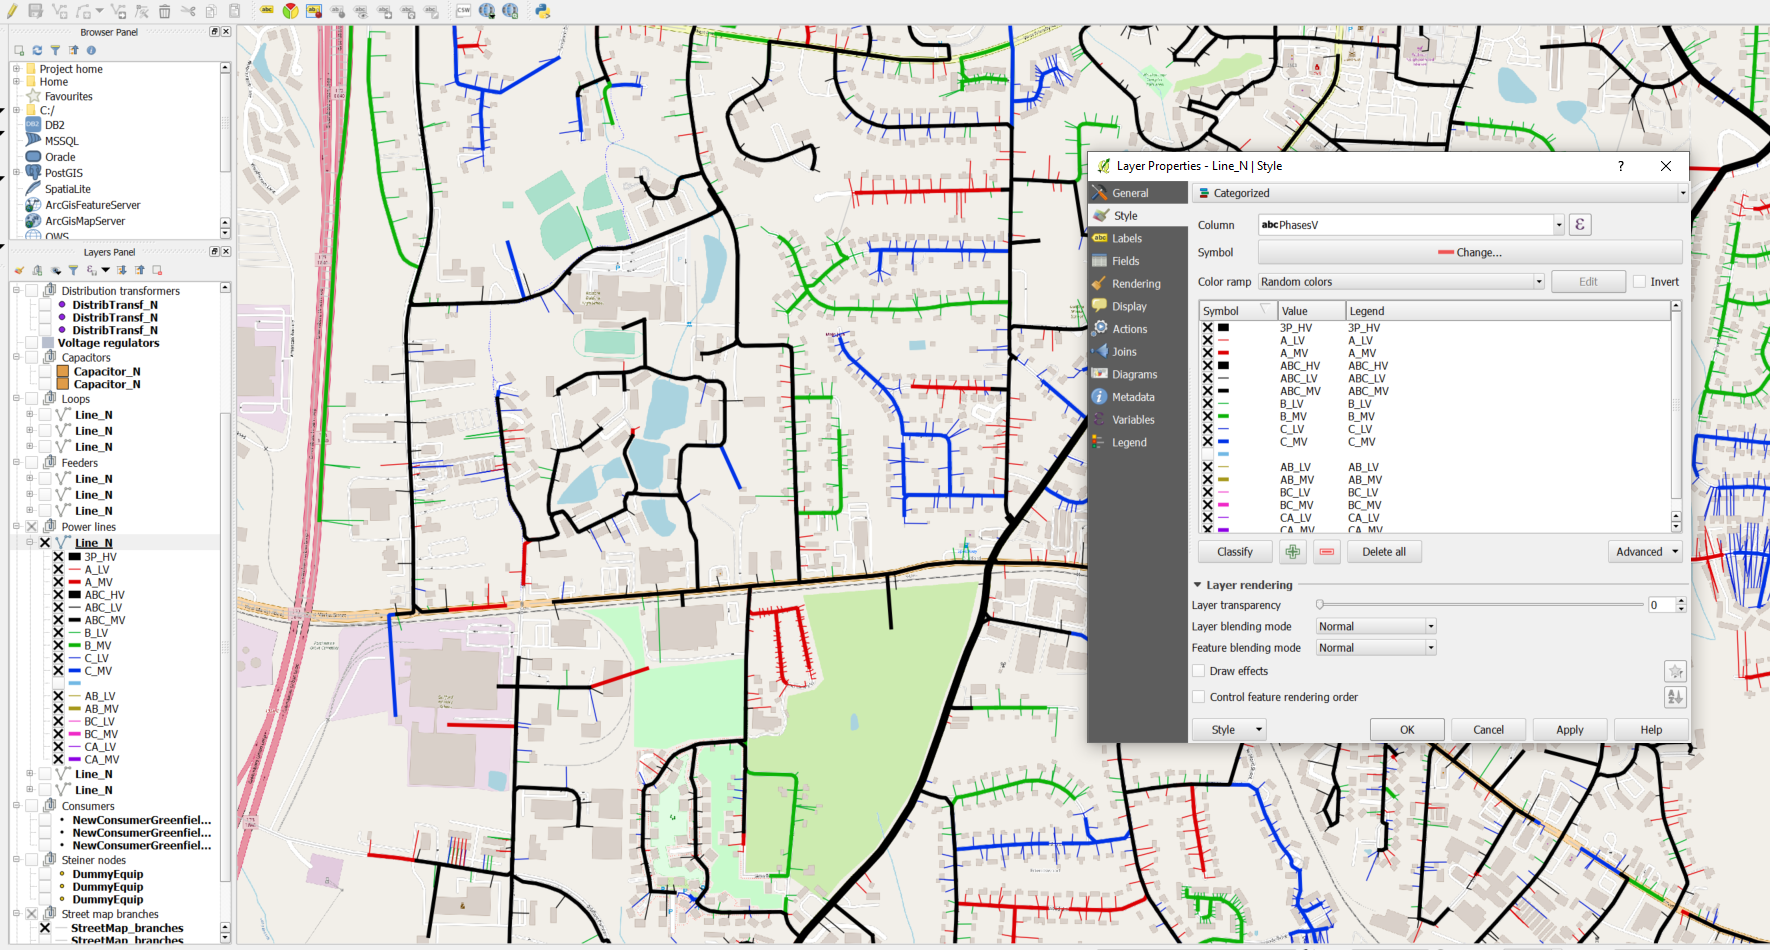 abc
abc
CSW
Browser Panel
Project home
Home
Favourites
C:/
DB2
MSSQL
Oracle
PostGIS
SpatiaLite
ArcGisFeatureServer
ArcGisMapServer
OWS
Layers Panel
Distribution transformers
DistribTransf_N
DistribTransf_N
DistribTransf_N
Voltage regulators
Capacitors
Capacitor_N
Capacitor_N
Loops
Line_N
Line_N
Line_N
Feeders
Line_N
Line_N
Line_N
Power lines
Line_N
3P_HV
A_LV
A_MV
ABC_HV
ABC_LV
ABC_MV
B_LV
B_MV
C_LV
C_MV
AB_LV
AB_MV
BC_LV
BC_MV
CA_LV
CA_MV
Line_N
Line_N
Consumers
NewConsumerGreenfiel...
NewConsumerGreenfiel...
NewConsumerGreenfiel...
Steiner nodes
DummyEquip
DummyEquip
DummyEquip
Street map branches
StreetMap_branches
StreetMap_branches
Layer Properties - Line_N | Style
?
General
Style
Labels
Fields
Rendering
Display
Actions
Joins
Diagrams
Metadata
Variables
Legend
Categorized
Column abc PhasesV ε
Symbol Change...
Color ramp Random colors Edit Invert
Symbol Value Legend
3P_HV 3P_HV
A_LV A_LV
A_MV A_MV
ABC_HV ABC_HV
ABC_LV ABC_LV
ABC_MV ABC_MV
B_LV B_LV
B_MV B_MV
C_LV C_LV
C_MV C_MV
AB_LV AB_LV
AB_MV AB_MV
BC_LV BC_LV
BC_MV BC_MV
CA_LV CA_LV
CA_MV CA_MV
Classify Delete all Advanced
Layer rendering
Layer transparency 0
Layer blending mode Normal
Feature blending mode Normal
Draw effects
Control feature rendering order
Style OK Cancel Apply Help